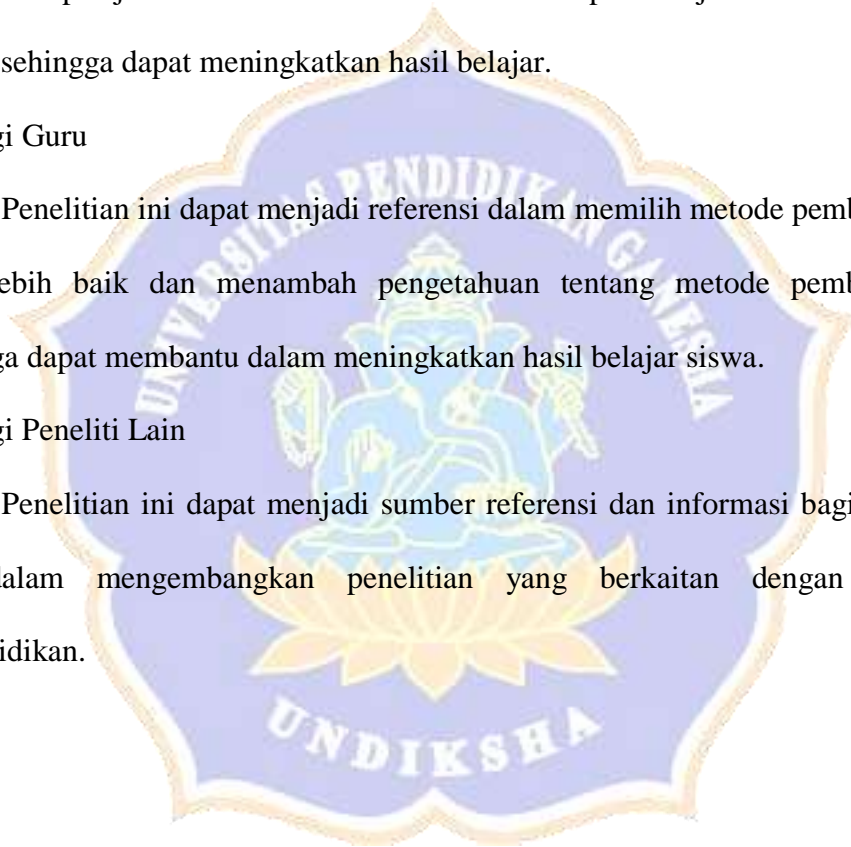 sehingga dapat meningkatkan hasil belajar.
gi Guru
Penelitian ini dapat menjadi referensi dalam memilih metode pemb
ebih baik dan menambah pengetahuan tentang metode pemb
ga dapat membantu dalam meningkatkan hasil belajar siswa.
gi Peneliti Lain
Penelitian ini dapat menjadi sumber referensi dan informasi bagi
dalam mengembangkan penelitian yang berkaitan dengan
idikan.
UNIVERSITAS PENDIDIKAN GANESHA
UNDIKSHA